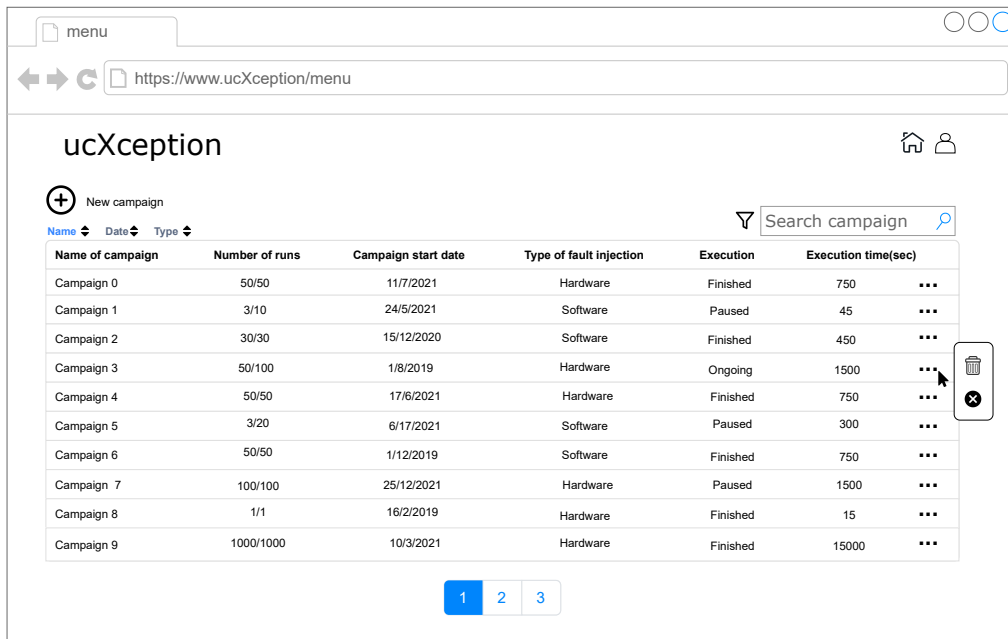 menu
https://www.ucXception/menu
ucXception
New campaign
Search campaign
Name Date Type
Name of campaign Number of runs Campaign start date Type of fault injection Execution Execution time(sec)
Campaign 0 50/50 11/7/2021 Hardware Finished 750
Campaign 1 3/10 24/5/2021 Software Paused 45
Campaign 2 30/30 15/12/2020 Software Finished 450
Campaign 3 50/100 1/8/2019 Hardware Ongoing 1500
Campaign 4 50/50 17/6/2021 Hardware Finished 750
Campaign 5 3/20 6/17/2021 Software Paused 300
Campaign 6 50/50 1/12/2019 Software Finished 750
Campaign 7 100/100 25/12/2021 Hardware Paused 1500
Campaign 8 1/1 16/2/2019 Hardware Finished 15
Campaign 9 1000/1000 10/3/2021 Hardware Finished 15000
1 2 3